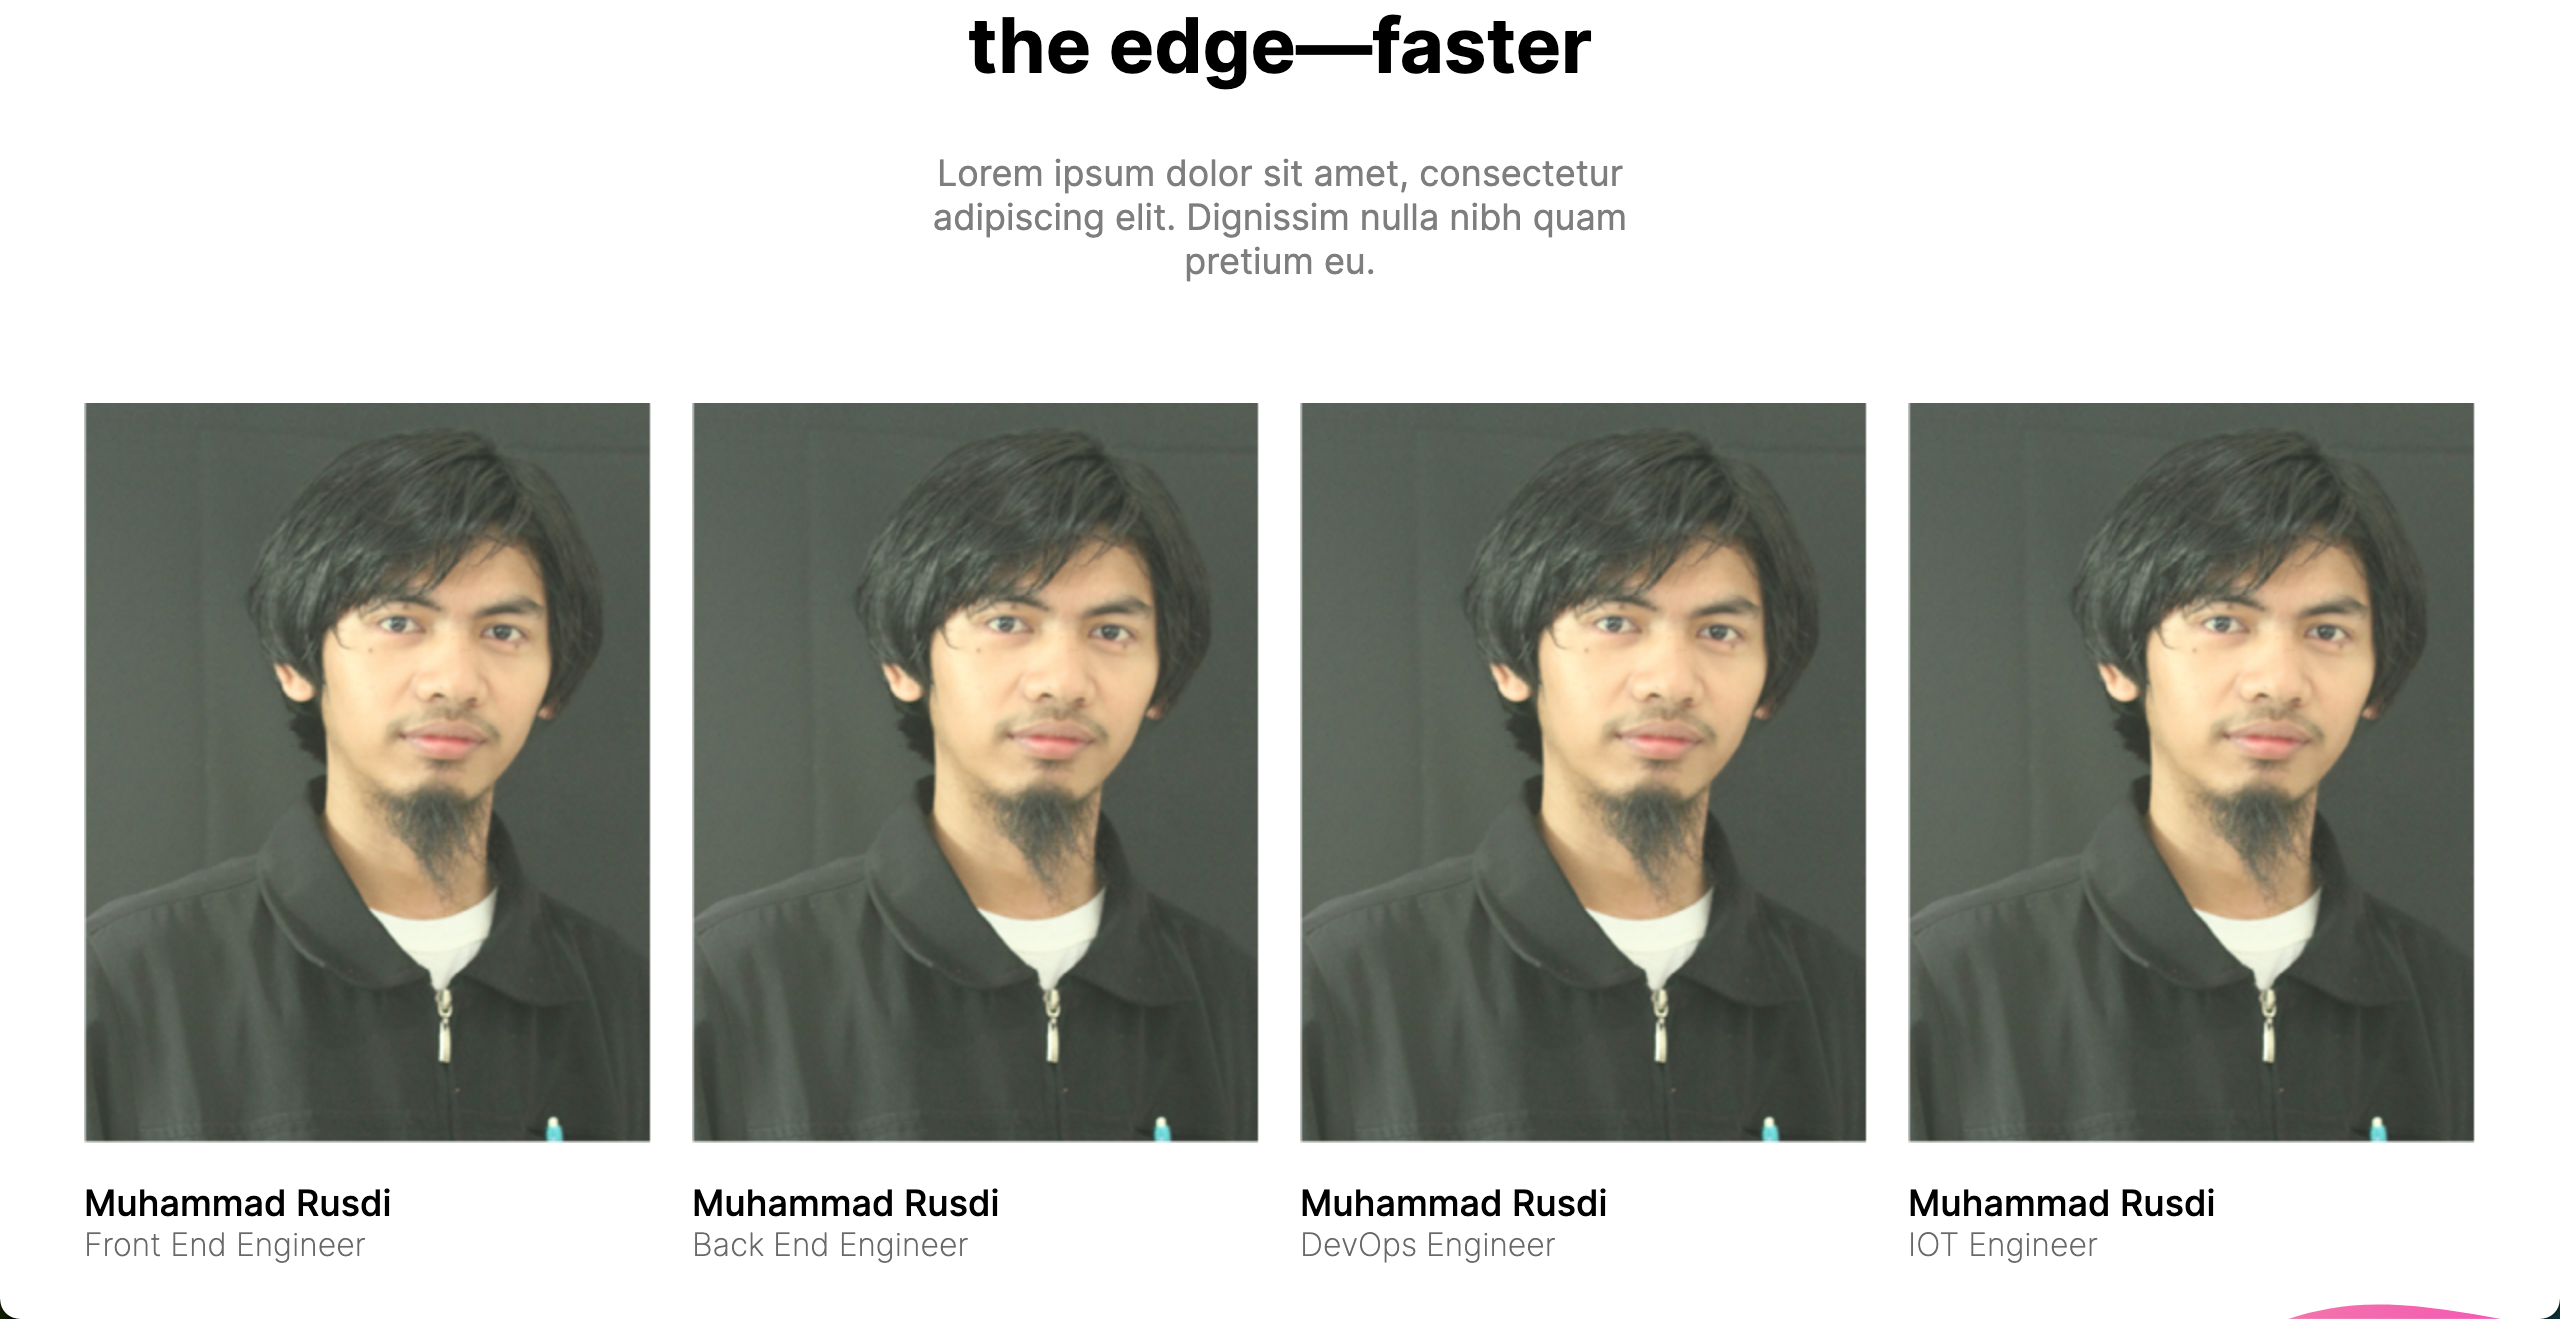 the edge—faster
Lorem ipsum dolor sit amet, consectetur
adipiscing elit. Dignissim nulla nibh quam
pretium eu.
Muhammad Rusdi
Front End Engineer
Muhammad Rusdi
Back End Engineer
Muhammad Rusdi
DevOps Engineer
Muhammad Rusdi
IOT Engineer